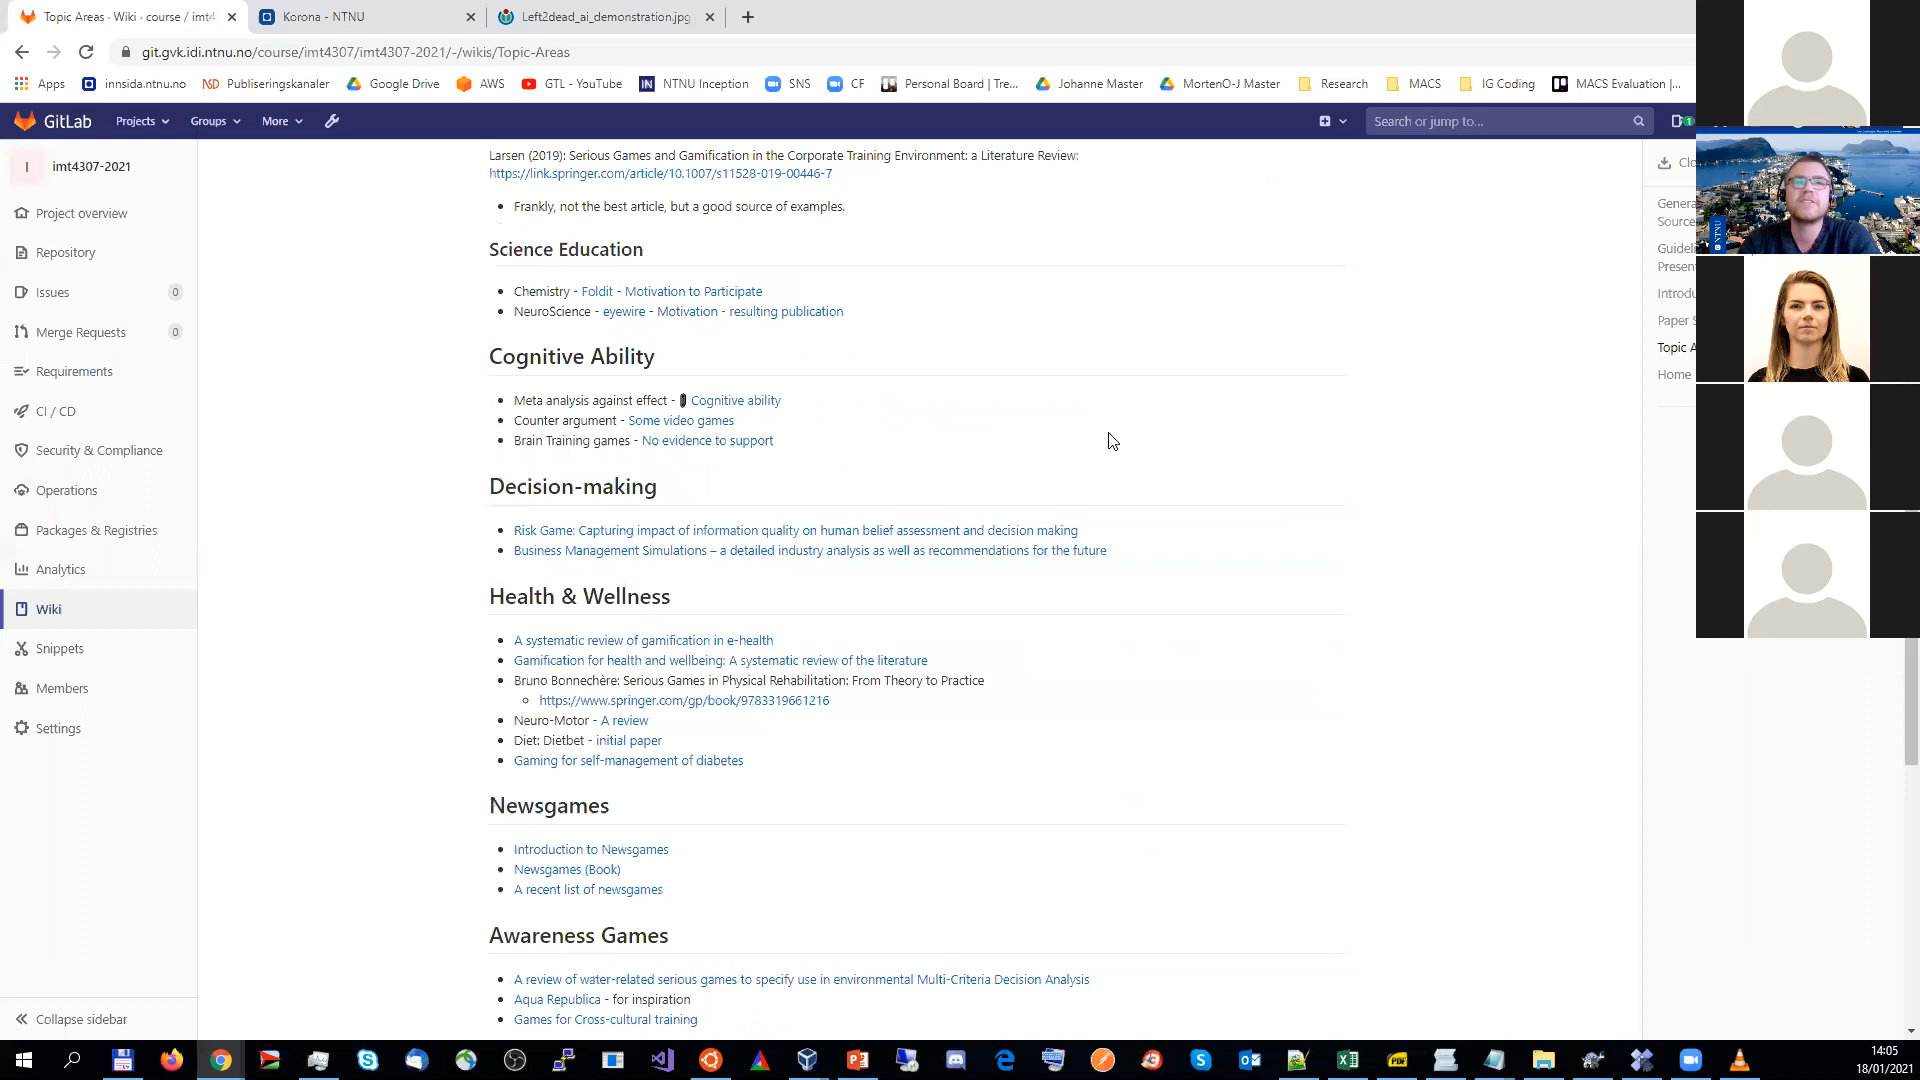 Topic Areas · Wiki · course / imt4
Korona - NTNU
Left2dead_ai_demonstration.jpg
git.gvk.idi.ntnu.no/course/imt4307/imt4307-2021/-/wikis/Topic-Areas
Apps
innsida.ntnu.no
Publiseringskanaler
Google Drive
AWS
GTL - YouTube
NTNU Inception
SNS
CF
Personal Board | Tre...
Johanne Master
MortenO-J Master
Research
MACS
IG Coding
MACS Evaluation |...
GitLab
Projects
Groups
More
Search or jump to...
1
I
imt4307-2021
Project overview
Repository
Issues
0
Merge Requests
0
Requirements
CI / CD
Security & Compliance
Operations
Packages & Registries
Analytics
Wiki
Snippets
Members
Settings
Collapse sidebar
Larsen (2019): Serious Games and Gamification in the Corporate Training Environment: a Literature Review:
https://link.springer.com/article/10.1007/s11528-019-00446-7
Frankly, not the best article, but a good source of examples.
Science Education
Chemistry - Foldit - Motivation to Participate
NeuroScience - eyewire - Motivation - resulting publication
Cognitive Ability
Meta analysis against effect - Cognitive ability
Counter argument - Some video games
Brain Training games - No evidence to support
Decision-making
Risk Game: Capturing impact of information quality on human belief assessment and decision making
Business Management Simulations – a detailed industry analysis as well as recommendations for the future
Health & Wellness
A systematic review of gamification in e-health
Gamification for health and wellbeing: A systematic review of the literature
Bruno Bonnechère: Serious Games in Physical Rehabilitation: From Theory to Practice
https://www.springer.com/gp/book/9783319661216
Neuro-Motor - A review
Diet: Dietbet - initial paper
Gaming for self-management of diabetes
Newsgames
Introduction to Newsgames
Newsgames (Book)
A recent list of newsgames
Awareness Games
A review of water-related serious games to specify use in environmental Multi-Criteria Decision Analysis
Aqua Republica - for inspiration
Games for Cross-cultural training
Clo
Genera
Source
Guideli
Presen
Introdu
Paper S
Topic A
Home
NTNU
14:05
18/01/2021